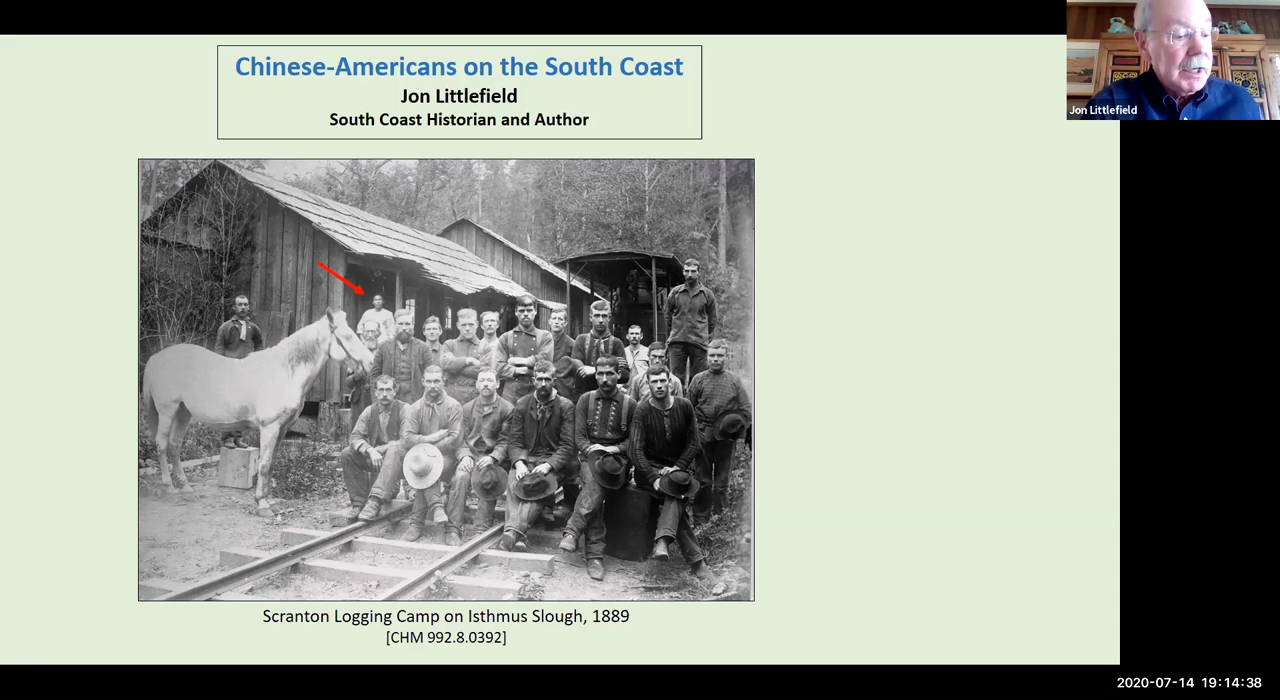 Chinese-Americans on the South Coast
Jon Littlefield
South Coast Historian and Author
Jon Littlefield
Scranton Logging Camp on Isthmus Slough, 1889
[CHM 992.8.0392]
2020-07-14 19:14:38